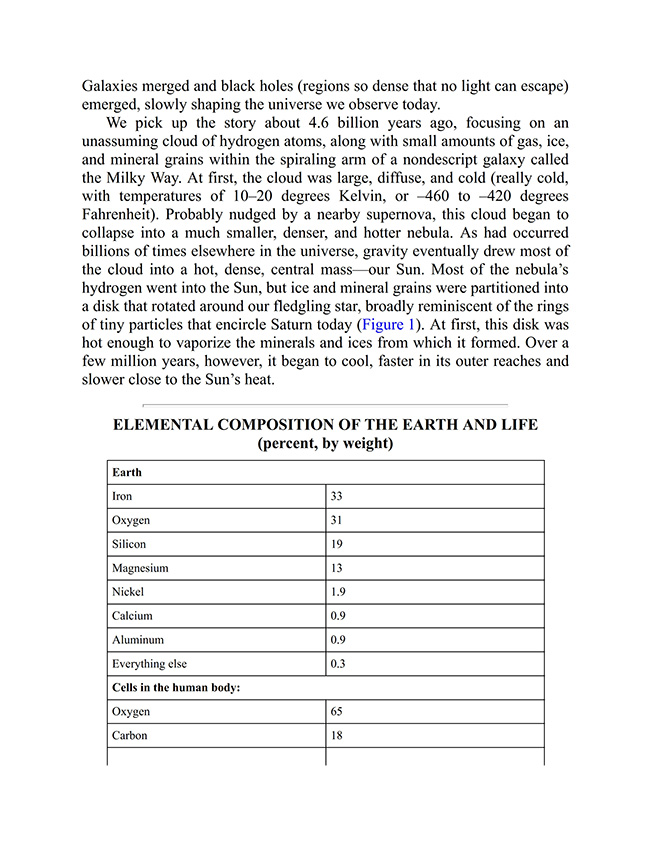 Galaxies merged and black holes (regions so dense that no light can escape)
emerged, slowly shaping the universe we observe today.
We pick up the story about 4.6 billion years ago, focusing on an
unassuming cloud of hydrogen atoms, along with small amounts of gas, ice,
and mineral grains within the spiraling arm of a nondescript galaxy called
the Milky Way. At first, the cloud was large, diffuse, and cold (really cold,
with temperatures of 10–20 degrees Kelvin, or –460 to –420 degrees
Fahrenheit). Probably nudged by a nearby supernova, this cloud began to
collapse into a much smaller, denser, and hotter nebula. As had occurred
billions of times elsewhere in the universe, gravity eventually drew most of
the cloud into a hot, dense, central mass—our Sun. Most of the nebula’s
hydrogen went into the Sun, but ice and mineral grains were partitioned into
a disk that rotated around our fledgling star, broadly reminiscent of the rings
of tiny particles that encircle Saturn today (Figure 1). At first, this disk was
hot enough to vaporize the minerals and ices from which it formed. Over a
few million years, however, it began to cool, faster in its outer reaches and
slower close to the Sun’s heat.
ELEMENTAL COMPOSITION OF THE EARTH AND LIFE
(percent, by weight)
Earth
Iron 33
Oxygen 31
Silicon 19
Magnesium 13
Nickel 1.9
Calcium 0.9
Aluminum 0.9
Everything else 0.3
Cells in the human body:
Oxygen 65
Carbon 18